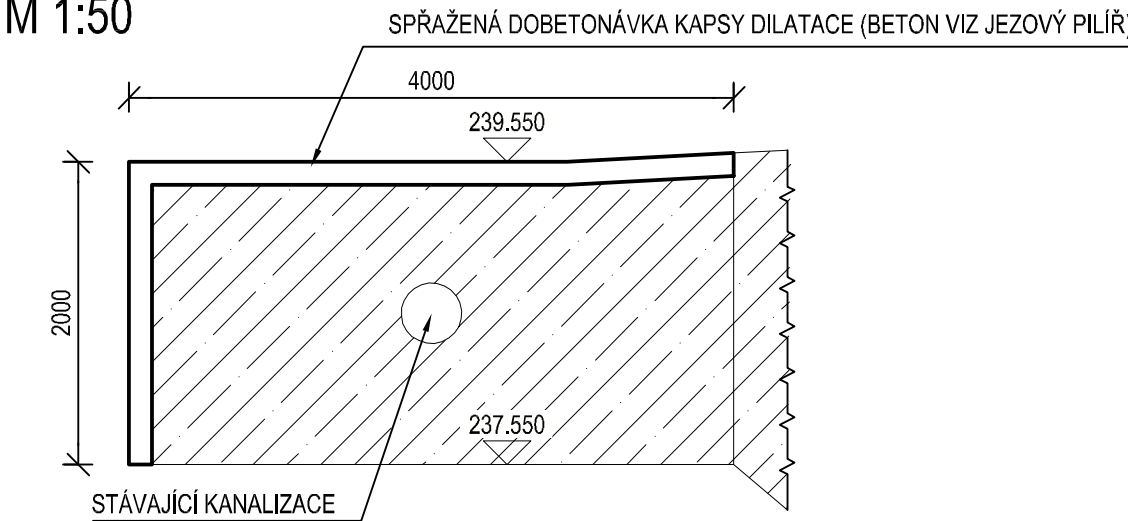 M 1:50
SPŘAŽENÁ DOBETONÁVKA KAPSY DILATACE (BETON VIZ JEZOVÝ PILÍŘ)
4000
239.550
2000
237.550
STÁVAJÍCÍ KANALIZACE